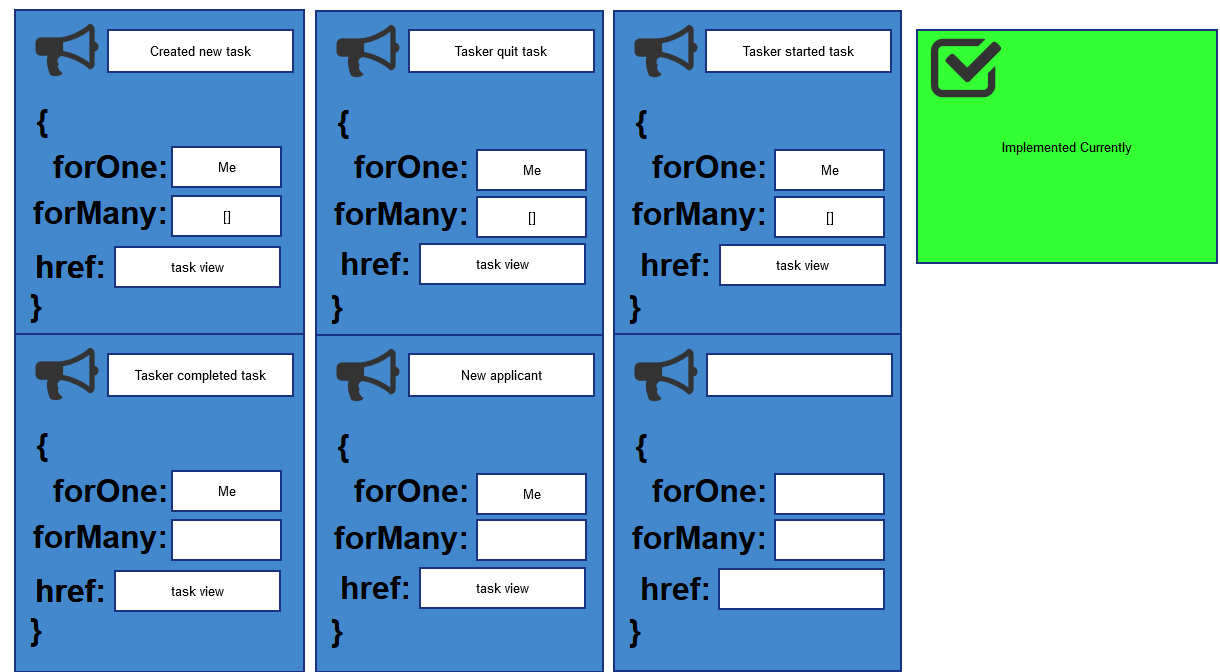 Created new task
{
forOne: Me
forMany: []
href: task view
}
Tasker quit task
{
forOne: Me
forMany: []
href: task view
}
Tasker started task
{
forOne: Me
forMany: []
href: task view
}
Implemented Currently
Tasker completed task
{
forOne: Me
forMany:
href: task view
}
New applicant
{
forOne: Me
forMany:
href: task view
}
{
forOne:
forMany:
href:
}